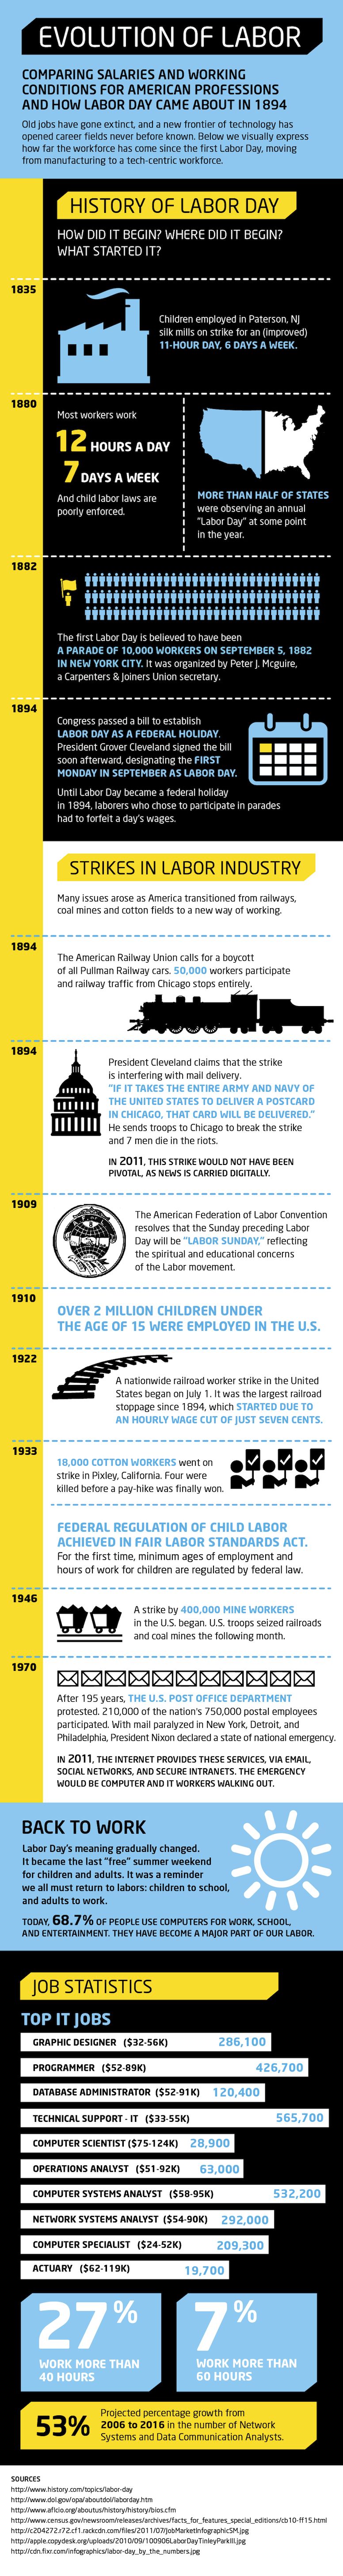 EVOLUTION OF LABOR
COMPARING SALARIES AND WORKING
CONDITIONS FOR AMERICAN PROFESSIONS
AND HOW LABOR DAY CAME ABOUT IN 1894
Old jobs have gone extinct, and a new frontier of technology has
opened career fields never before known. Below we visually express
how far the workforce has come since the first Labor Day, moving
from manufacturing to a tech-centric workforce.
HISTORY OF LABOR DAY
HOW DID IT BEGIN? WHERE DID IT BEGIN?
WHAT STARTED IT?
1835
Children employed in Paterson, NJ
silk mills on strike for an (improved)
11-HOUR DAY, 6 DAYS A WEEK.
1880
Most workers work
12 HOURS A DAY
7 DAYS A WEEK
And child labor laws are
poorly enforced.
MORE THAN HALF OF STATES
were observing an annual
"Labor Day" at some point
in the year.
1882
The first Labor Day is believed to have been
A PARADE OF 10,000 WORKERS ON SEPTEMBER 5, 1882
IN NEW YORK CITY. It was organized by Peter J. Mcguire,
a Carpenters & Joiners Union secretary.
1894
Congress passed a bill to establish
LABOR DAY AS A FEDERAL HOLIDAY.
President Grover Cleveland signed the bill
soon afterward, designating the FIRST
MONDAY IN SEPTEMBER AS LABOR DAY.
Until Labor Day became a federal holiday
in 1894, laborers who chose to participate in parades
had to forfeit a day's wages.
STRIKES IN LABOR INDUSTRY
Many issues arose as America transitioned from railways,
coal mines and cotton fields to a new way of working.
1894
The American Railway Union calls for a boycott
of all Pullman Railway cars. 50,000 workers participate
and railway traffic from Chicago stops entirely.
1894
President Cleveland claims that the strike
is interfering with mail delivery.
"IF IT TAKES THE ENTIRE ARMY AND NAVY OF
THE UNITED STATES TO DELIVER A POSTCARD
IN CHICAGO, THAT CARD WILL BE DELIVERED."
He sends troops to Chicago to break the strike
and 7 men die in the riots.
IN 2011, THIS STRIKE WOULD NOT HAVE BEEN
PIVOTAL, AS NEWS IS CARRIED DIGITALLY.
1909
The American Federation of Labor Convention
resolves that the Sunday preceding Labor
Day will be "LABOR SUNDAY," reflecting
the spiritual and educational concerns
of the Labor movement.
1910
OVER 2 MILLION CHILDREN UNDER
THE AGE OF 15 WERE EMPLOYED IN THE U.S.
1922
A nationwide railroad worker strike in the United
States began on July 1. It was the largest railroad
stoppage since 1894, which STARTED DUE TO
AN HOURLY WAGE CUT OF JUST SEVEN CENTS.
1933
18,000 COTTON WORKERS went on
strike in Pixley, California. Four were
killed before a pay-hike was finally won.
FEDERAL REGULATION OF CHILD LABOR
ACHIEVED IN FAIR LABOR STANDARDS ACT.
For the first time, minimum ages of employment and
hours of work for children are regulated by federal law.
1946
A strike by 400,000 MINE WORKERS
in the U.S. began. U.S. troops seized railroads
and coal mines the following month.
1970
After 195 years, THE U.S. POST OFFICE DEPARTMENT
protested. 210,000 of the nation's 750,000 postal employees
participated. With mail paralyzed in New York, Detroit, and
Philadelphia, President Nixon declared a state of national emergency.
IN 2011, THE INTERNET PROVIDES THESE SERVICES, VIA EMAIL,
SOCIAL NETWORKS, AND SECURE INTRANETS. THE EMERGENCY
WOULD BE COMPUTER AND IT WORKERS WALKING OUT.
BACK TO WORK
Labor Day's meaning gradually changed.
It became the last "free" summer weekend
for children and adults. It was a reminder
we all must return to labors: children to school,
and adults to work.
TODAY, 68.7% OF PEOPLE USE COMPUTERS FOR WORK, SCHOOL,
AND ENTERTAINMENT. THEY HAVE BECOME A MAJOR PART OF OUR LABOR.
JOB STATISTICS
TOP IT JOBS
GRAPHIC DESIGNER ($32-56K) 286,100
PROGRAMMER ($52-89K) 426,700
DATABASE ADMINISTRATOR ($52-91K) 120,400
TECHNICAL SUPPORT - IT ($33-55K) 565,700
COMPUTER SCIENTIST ($75-124K) 28,900
OPERATIONS ANALYST ($51-92K) 63,000
COMPUTER SYSTEMS ANALYST ($58-95K) 532,200
NETWORK SYSTEMS ANALYST ($54-90K) 292,000
COMPUTER SPECIALIST ($24-52K) 209,300
ACTUARY ($62-119K) 19,700
27%
WORK MORE THAN
40 HOURS
7%
WORK MORE THAN
60 HOURS
53%
Projected percentage growth from
2006 to 2016 in the number of Network
Systems and Data Communication Analysts.
SOURCES
http://www.history.com/topics/labor-day
http://www.dol.gov/opa/aboutdol/laborday.htm
http://www.aflcio.org/aboutus/history/history/bios.cfm
http://www.census.gov/newsroom/releases/archives/facts_for_features_special_editions/cb10-ff15.html
http://c204272.r72.cf1.rackcdn.com/files/2011/07/JobMarketInfographicSM.jpg
http://apple.copydesk.org/uploads/2010/09/100906LaborDayTinleyParkIll.jpg
http://cdn.fixr.com/infographics/labor-day_by_the_numbers.jpg